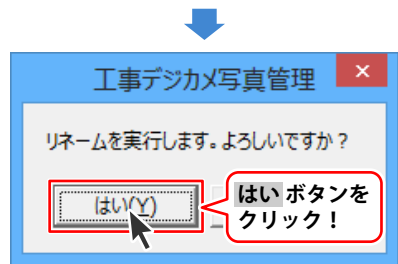 工事デジカメ写真管理
リネームを実行します。よろしいですか？
はい(Y)
はい ボタンを
クリック！